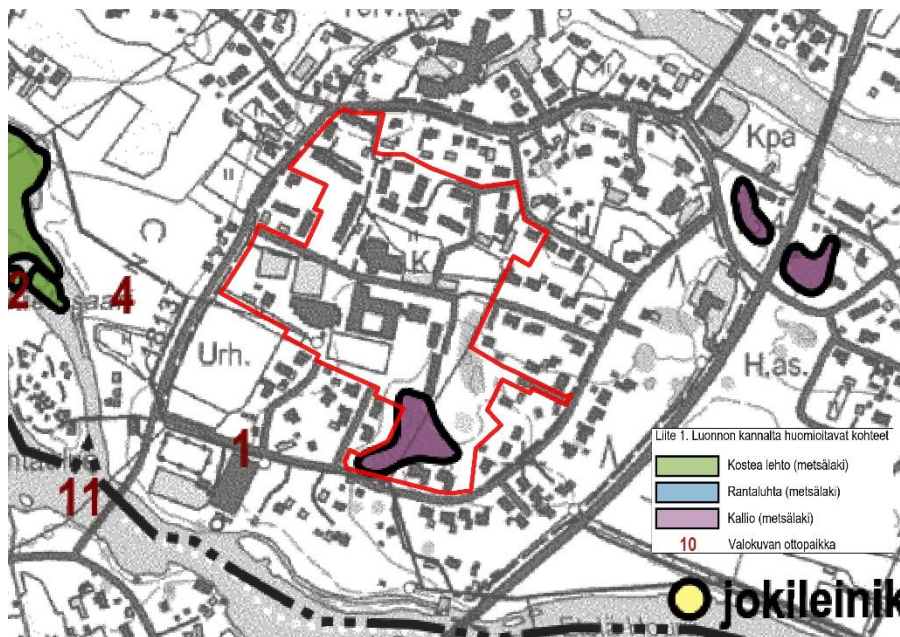 Kpa
K
2
4
Urh.
H.as.
1
11
Liite 1. Luonnon kannalta huomioitavat kohteet
Kostea lehto (metsälaki)
Rantaluhta (metsälaki)
Kallio (metsälaki)
10 Valokuvan ottopaikka
jokileinik